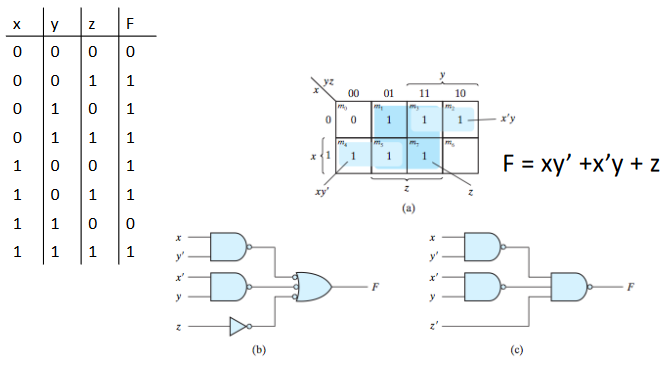 x y z F
0 0 0 0
0 0 1 1
0 1 0 1
0 1 1 1
1 0 0 1
1 0 1 1
1 1 0 0
1 1 1 1
y
yz
x
00 01 11 10
m₀ m₁ m₃ m₂
0 0 1 1 1 x'y
m₄ m₅ m₇ m₆
x 1 1 1 1
xy' z z
(a)
F = xy’ +x’y + z
x
y'
x'
y
z
F
(b)
x
y'
x'
y
z'
F
(c)